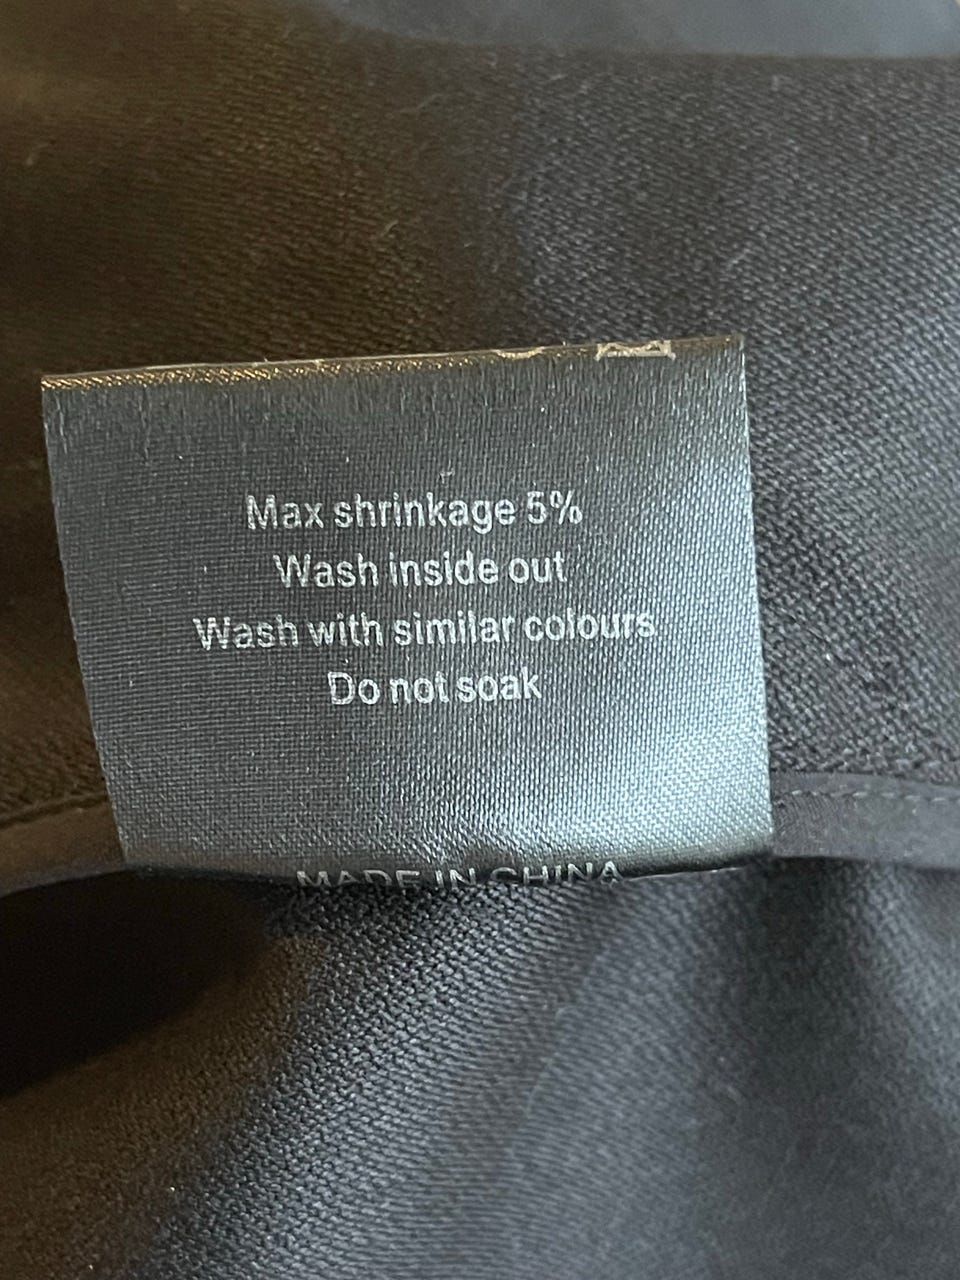 Max shrinkage 5%
Wash inside out
Wash with similar colours
Do not soak
MADE IN CHINA